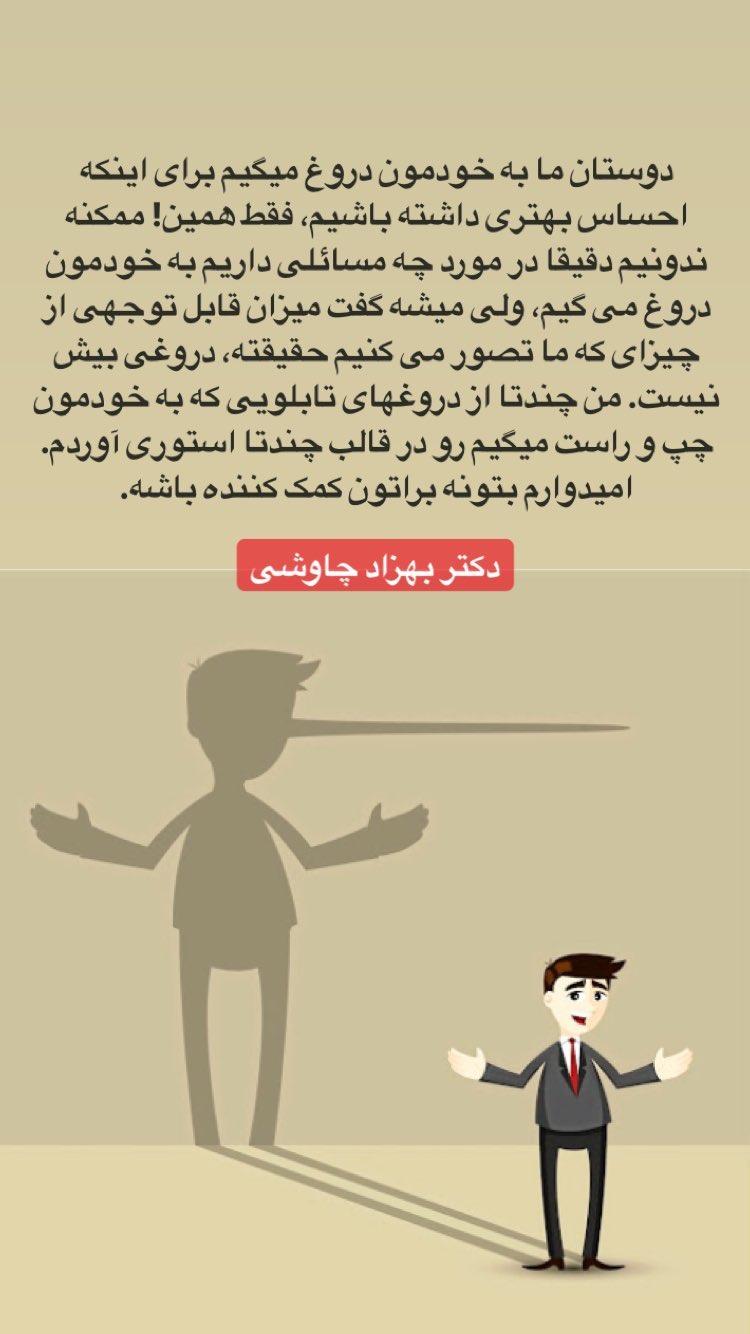 دوستان ما به خودمون دروغ میگیم برای اینکه
احساس بهتری داشته باشیم، فقط همین! ممکنه
ندونیم دقیقا در مورد چه مسائلی داریم به خودمون
دروغ می گیم، ولی میشه گفت میزان قابل توجهی از
چیزای که ما تصور می کنیم حقیقته، دروغی بیش
نیست. من چندتا از دروغهای تابلویی که به خودمون
چپ و راست میگیم رو در قالب چندتا استوری آوردم.
امیدوارم بتونه براتون کمک کننده باشه.
دکتر بهزاد چاوشی